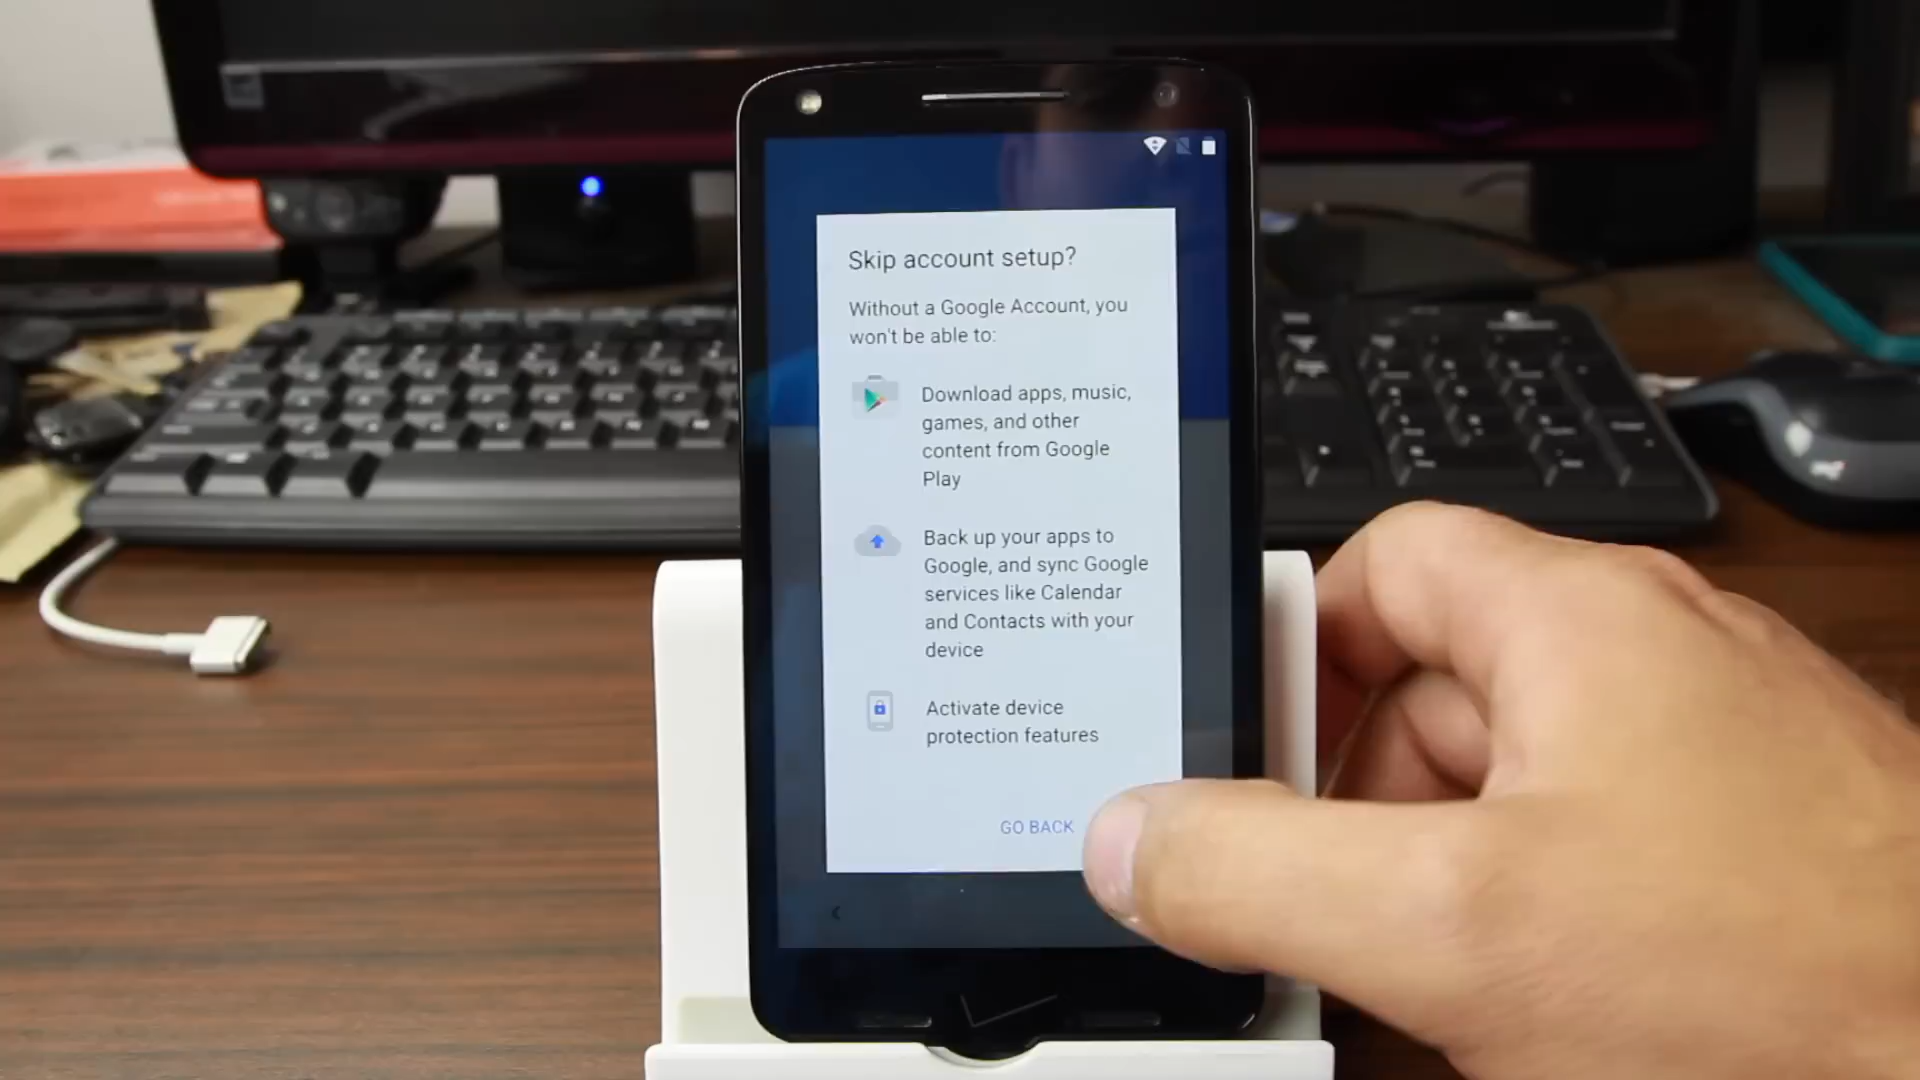 Skip account setup?
Without a Google Account, you
won't be able to:
Download apps, music,
games, and other
content from Google
Play
Back up your apps to
Google, and sync Google
services like Calendar
and Contacts with your
device
Activate device
protection features
GO BACK